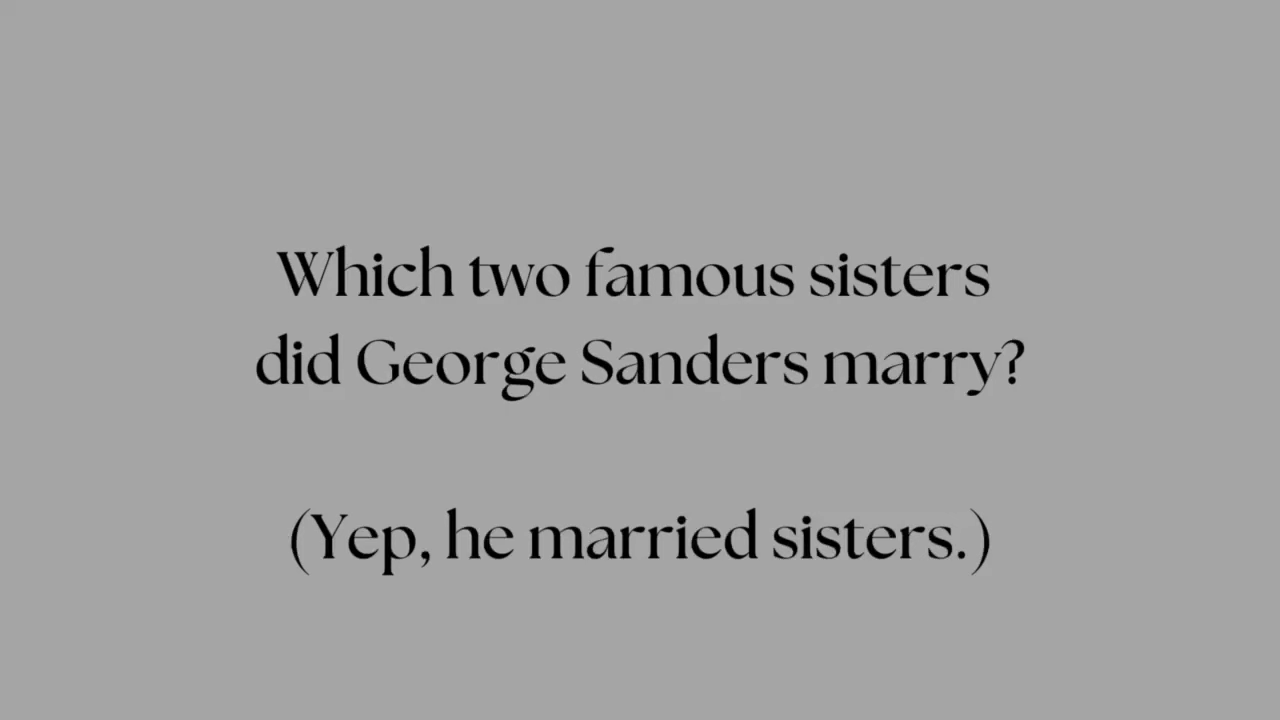 Which two famous sisters
did George Sanders marry?
(Yep, he married sisters.)